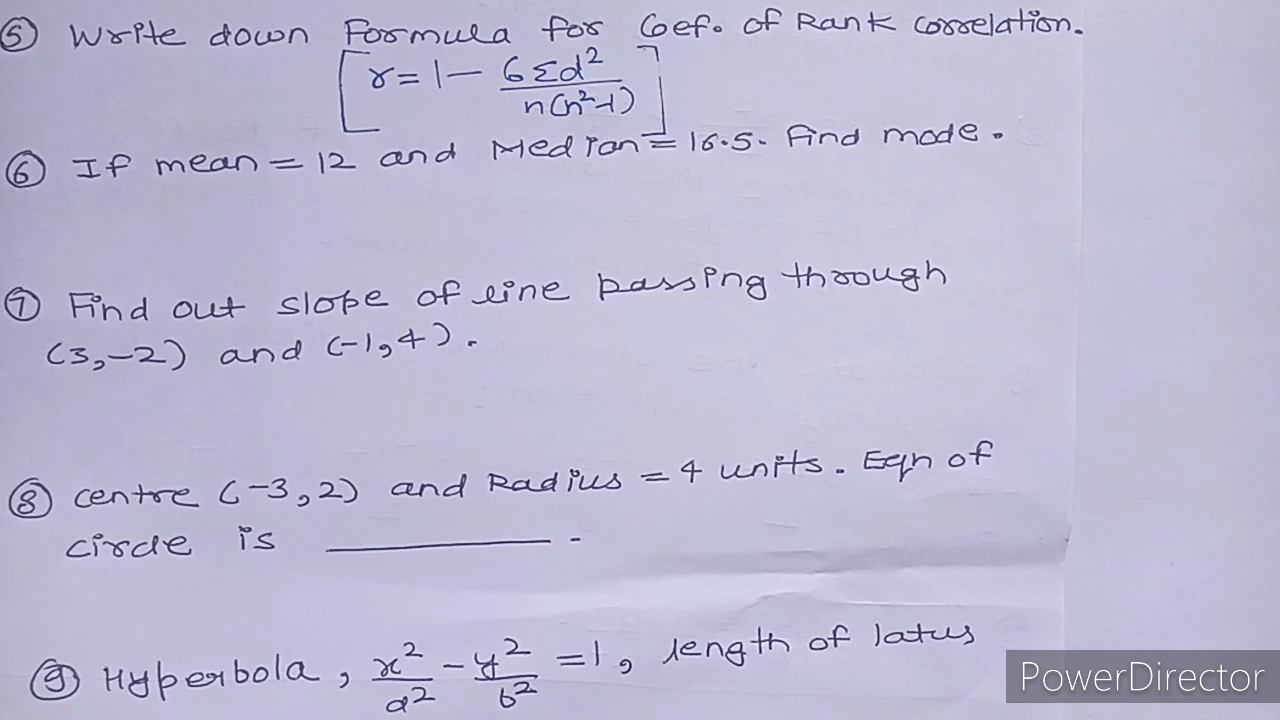 ⑤ Write down Formula for Coef. of Rank correlation.
[r = 1 - 6Σd²/n(n²-1)]
⑥ If mean = 12 and Median = 16.5. Find mode.
⑦ Find out slope of line passing through
(3,-2) and (-1,4).
⑧ centre (-3,2) and Radius = 4 units. Eqn of
circle is ________.
⑨ Hyperbola, x²/a² - y²/b² = 1, length of latus
PowerDirector